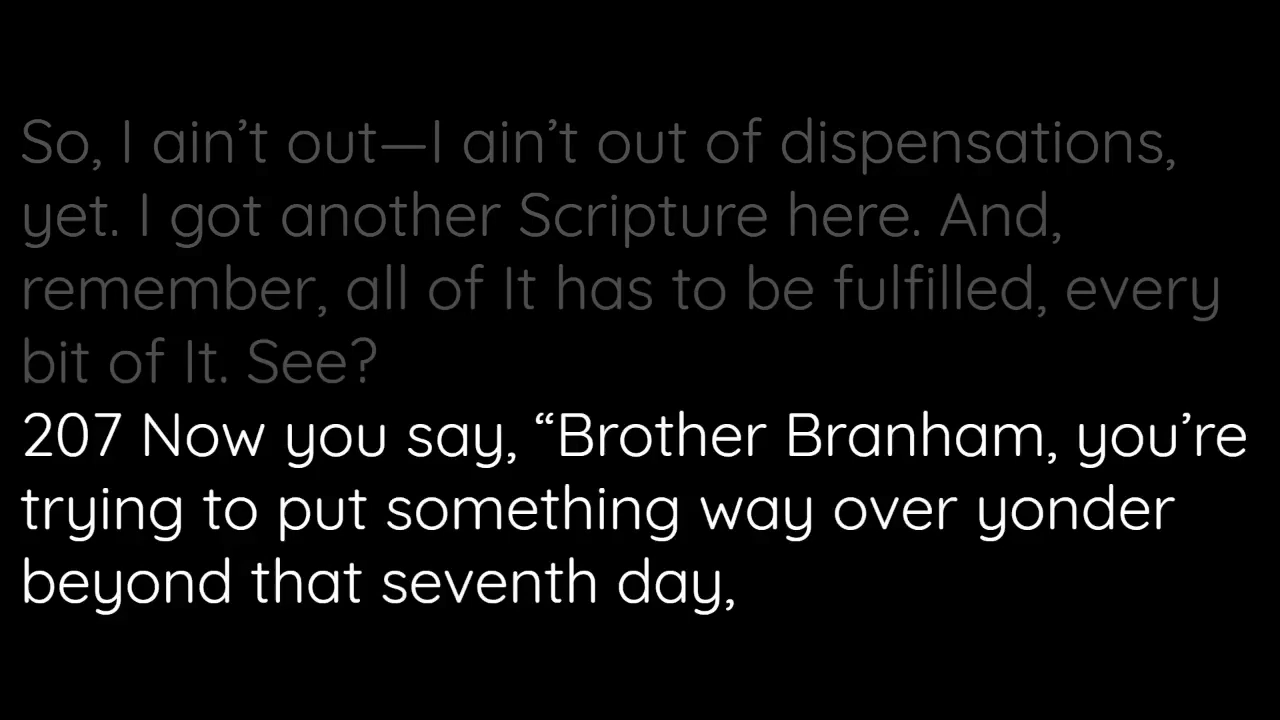 So, I ain’t out—I ain’t out of dispensations,
yet. I got another Scripture here. And,
remember, all of It has to be fulfilled, every
bit of It. See?
207 Now you say, “Brother Branham, you’re
trying to put something way over yonder
beyond that seventh day,